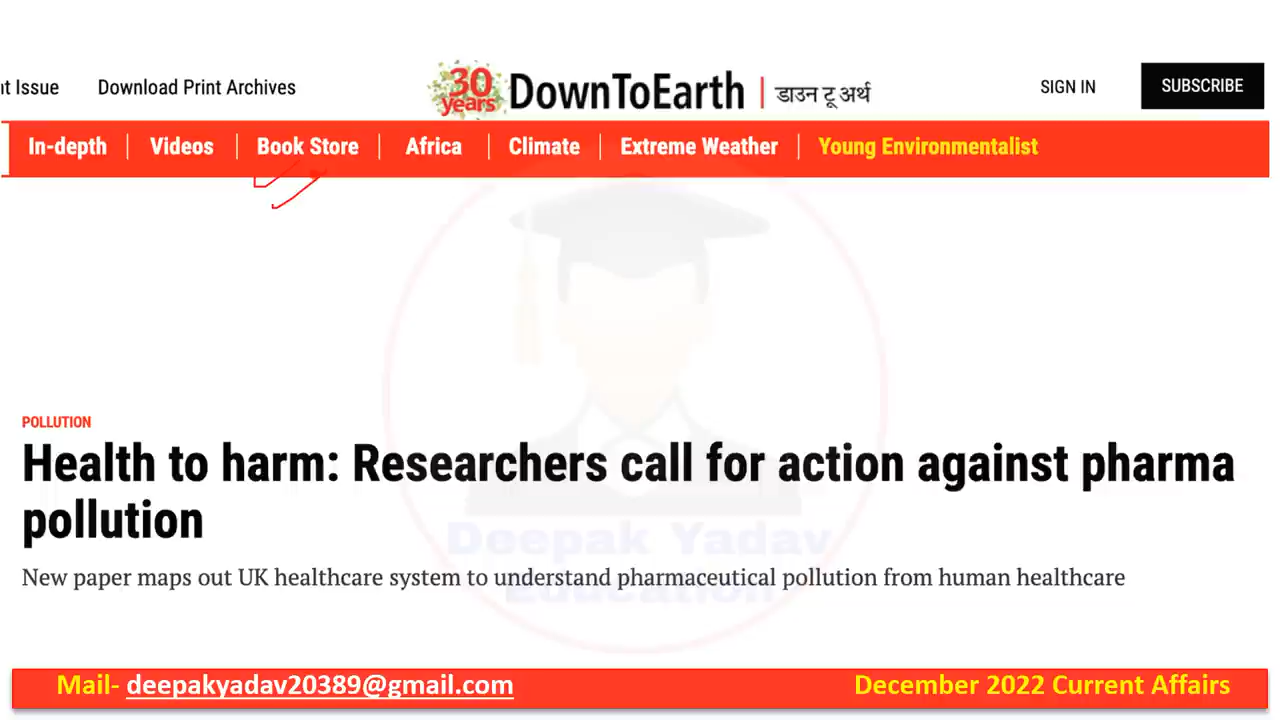 nt Issue Download Print Archives 30 years DownToEarth | डाउन टू अर्थ SIGN IN SUBSCRIBE
In-depth | Videos | Book Store | Africa | Climate | Extreme Weather | Young Environmentalist
POLLUTION
Health to harm: Researchers call for action against pharma
pollution
Deepak Yadav
New paper maps out UK healthcare system to understand pharmaceutical pollution from human healthcare
Education
Mail- deepakyadav20389@gmail.com December 2022 Current Affairs